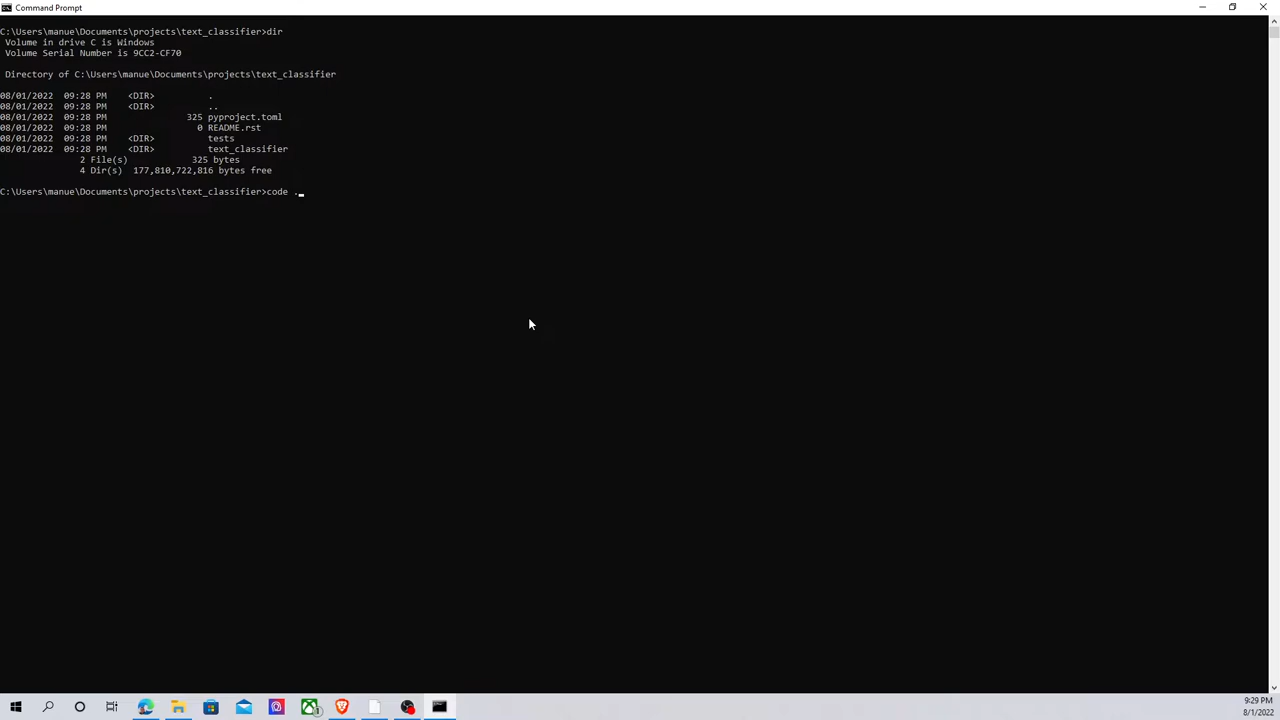 Command Prompt
C:\Users\manue\Documents\projects\text_classifier>dir
Volume in drive C is Windows
Volume Serial Number is 9CC2-CF70
Directory of C:\Users\manue\Documents\projects\text_classifier
08/01/2022  09:28 PM    <DIR>          .
08/01/2022  09:28 PM    <DIR>          ..
08/01/2022  09:28 PM               325 pyproject.toml
08/01/2022  09:28 PM                 0 README.rst
08/01/2022  09:28 PM    <DIR>          tests
08/01/2022  09:28 PM    <DIR>          text_classifier
2 File(s)            325 bytes
4 Dir(s)  177,810,722,816 bytes free
C:\Users\manue\Documents\projects\text_classifier>code .
9:29 PM
8/1/2022